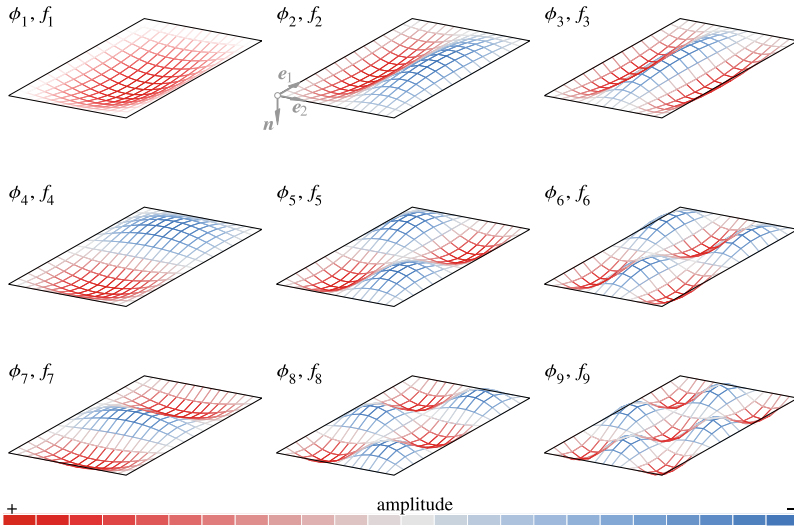 ϕ₁, f₁
ϕ₂, f₂
ϕ₃, f₃
e₁
e₂
n
ϕ₄, f₄
ϕ₅, f₅
ϕ₆, f₆
ϕ₇, f₇
ϕ₈, f₈
ϕ₉, f₉
+ amplitude -